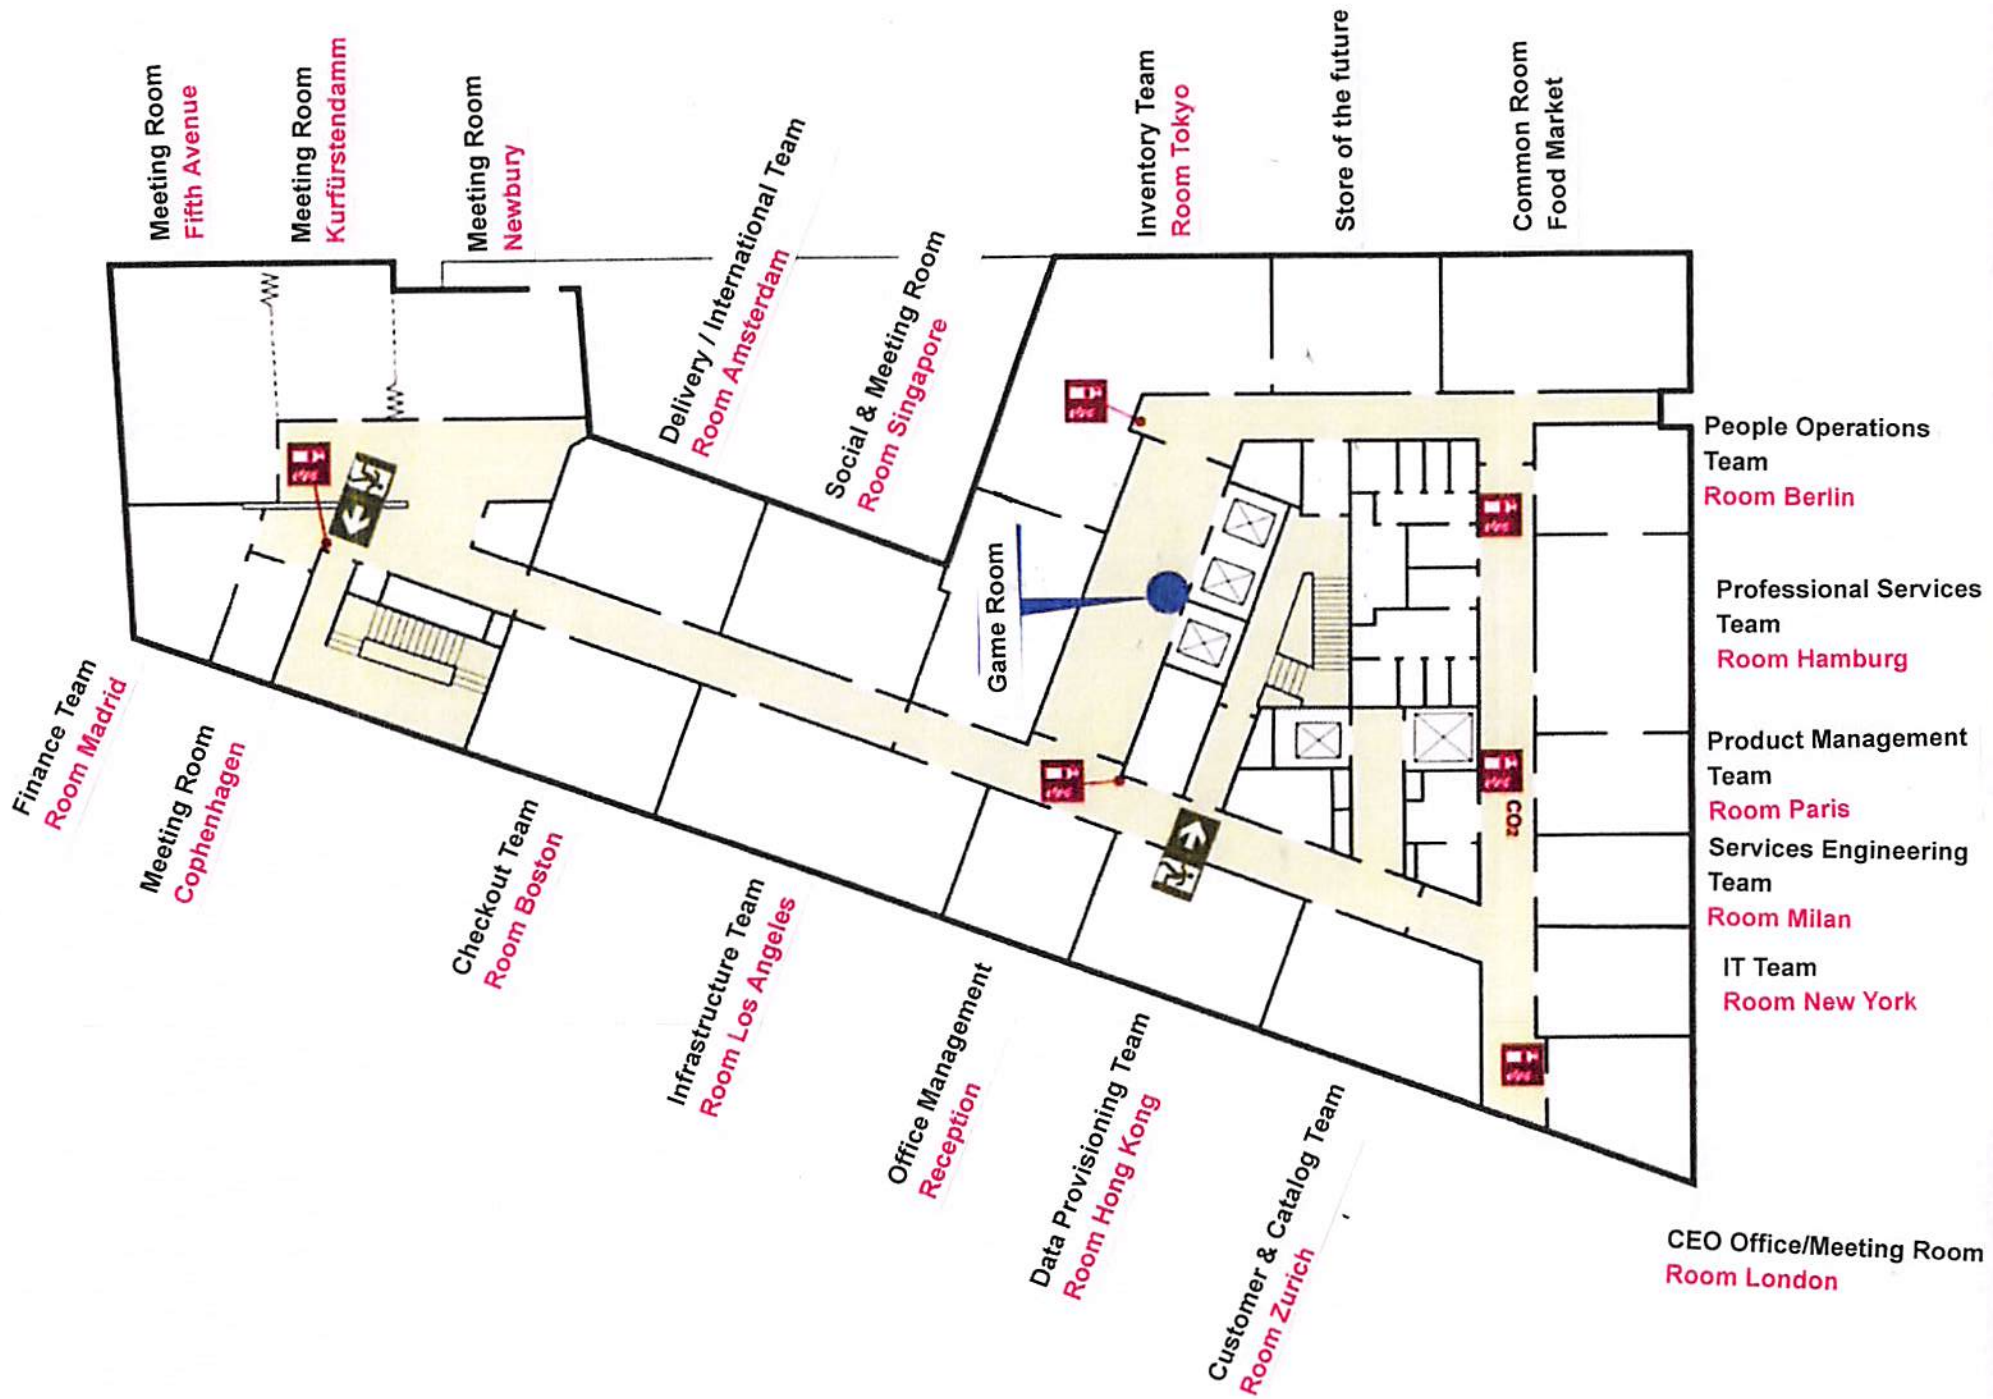 Meeting Room
Fifth Avenue
Meeting Room
Kurfürstendamm
Meeting Room
Newbury
Delivery / International Team
Room Amsterdam
Social & Meeting Room
Room Singapore
Inventory Team
Room Tokyo
Store of the future
Common Room
Food Market
People Operations
Team
Room Berlin
Professional Services
Team
Room Hamburg
Product Management
Team
Room Paris
Services Engineering
Team
Room Milan
IT Team
Room New York
CEO Office/Meeting Room
Room London
Game Room
CO2
Finance Team
Room Madrid
Meeting Room
Cophenhagen
Checkout Team
Room Boston
Infrastructure Team
Room Los Angeles
Office Management
Reception
Data Provisioning Team
Room Hong Kong
Customer & Catalog Team
Room Zurich